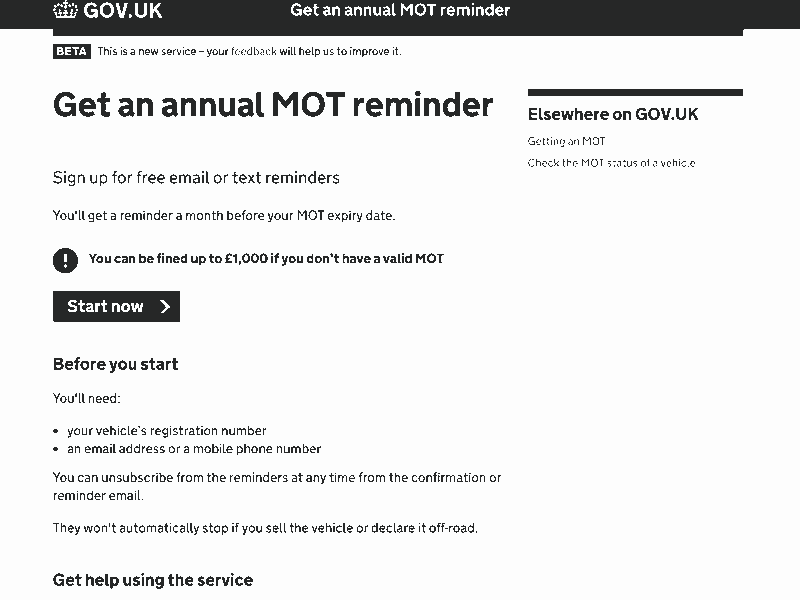 GOV.UK
Get an annual MOT reminder
BETA This is a new service – your feedback will help us to improve it.
Get an annual MOT reminder
Sign up for free email or text reminders
You'll get a reminder a month before your MOT expiry date.
! You can be fined up to £1,000 if you don't have a valid MOT
Start now
Before you start
You'll need:
• your vehicle's registration number
• an email address or a mobile phone number
You can unsubscribe from the reminders at any time from the confirmation or
reminder email.
They won't automatically stop if you sell the vehicle or declare it off-road.
Get help using the service
Elsewhere on GOV.UK
Getting an MOT
Check the MOT status of a vehicle